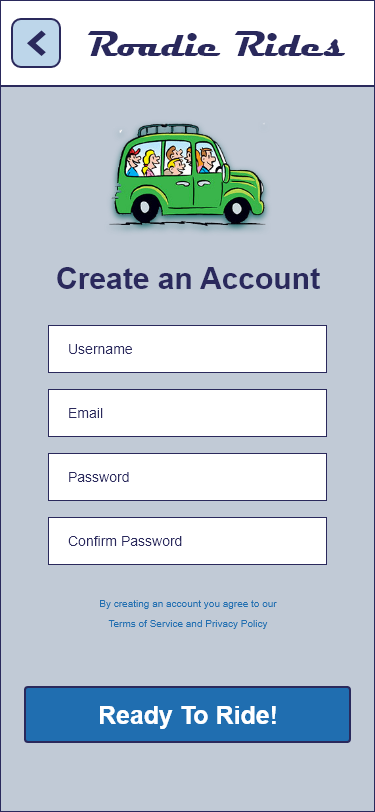 Roadie Rides
Create an Account
Username
Email
Password
Confirm Password
By creating an account you agree to our
Terms of Service and Privacy Policy
Ready To Ride!